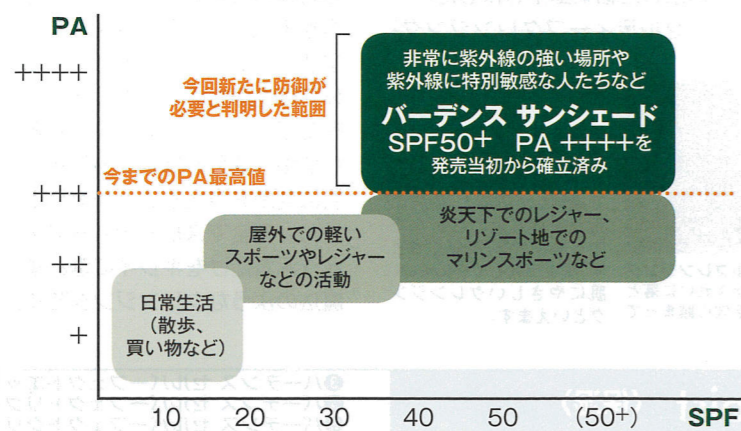 PA
++++
+++
++
+
今回新たに防御が
必要と判明した範囲
今までのPA最高値
非常に紫外線の強い場所や
紫外線に特別敏感な人たちなど
バーデンス サンシェード
SPF50+ PA ++++を
発売当初から確立済み
炎天下でのレジャー、
リゾート地での
マリンスポーツなど
屋外での軽い
スポーツやレジャー
などの活動
日常生活
(散歩、
買い物など)
10 20 30 40 50 (50+) SPF